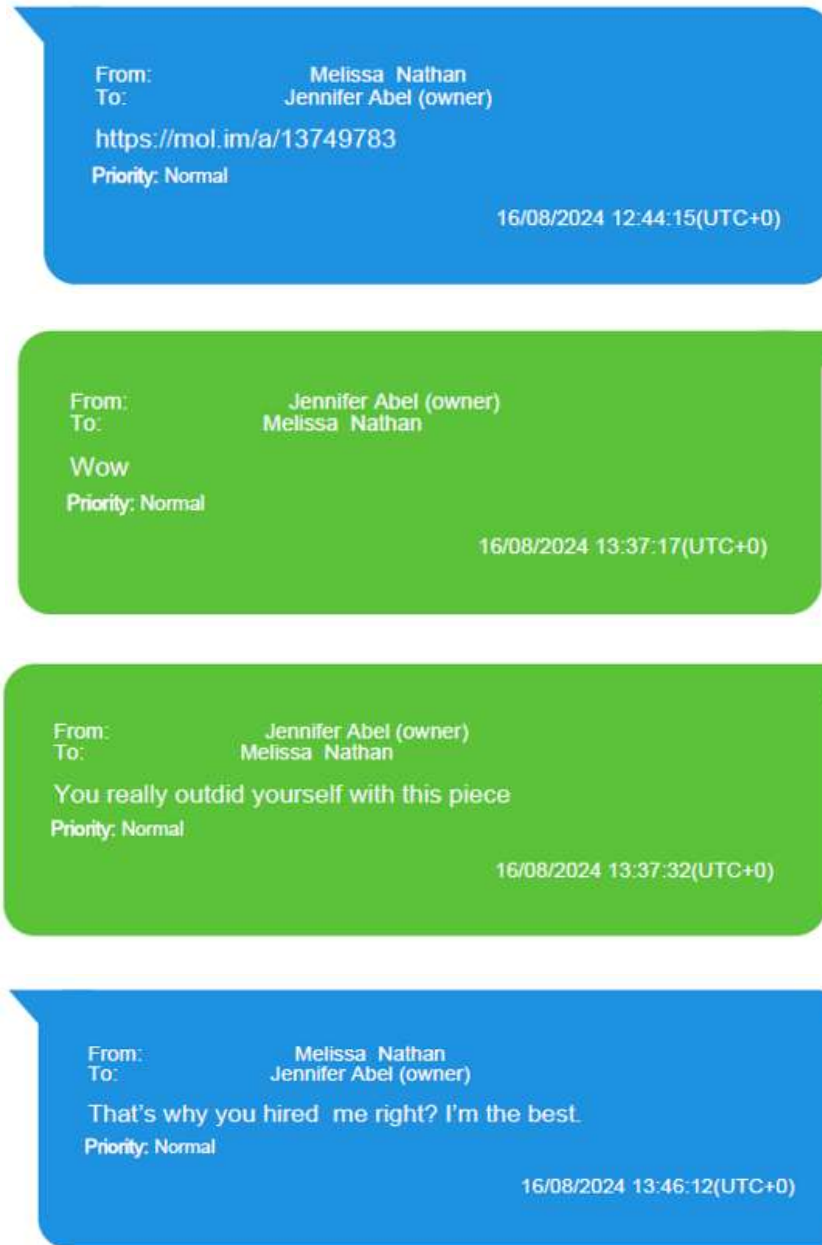 From: Melissa Nathan
To: Jennifer Abel (owner)
https://mol.im/a/13749783
Priority: Normal
16/08/2024 12:44:15(UTC+0)
From: Jennifer Abel (owner)
To: Melissa Nathan
Wow
Priority: Normal
16/08/2024 13:37:17(UTC+0)
From: Jennifer Abel (owner)
To: Melissa Nathan
You really outdid yourself with this piece
Priority: Normal
16/08/2024 13:37:32(UTC+0)
From: Melissa Nathan
To: Jennifer Abel (owner)
That's why you hired me right? I'm the best.
Priority: Normal
16/08/2024 13:46:12(UTC+0)